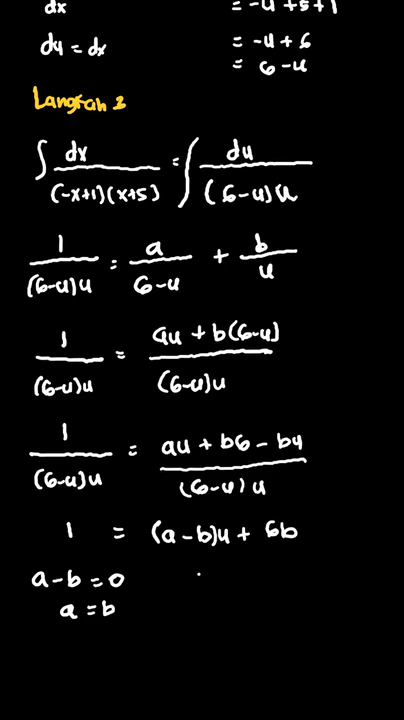 dx = -u+5+1
du = dx = -u+6
= 6-u
Langkah 2
∫ dx/((-x+1)(x+5)) = ∫ du/((6-u)u)
1/((6-u)u) = a/(6-u) + b/u
1/((6-u)u) = (au + b(6-u))/((6-u)u)
1/((6-u)u) = (au + b6 - bu)/((6-u)u)
1 = (a-b)u + 6b
a-b=0
a=b